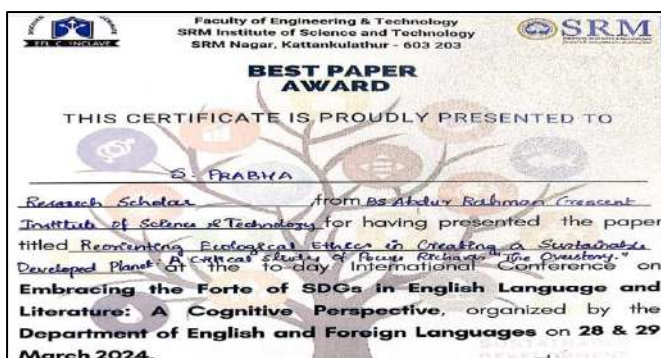 Faculty of Engineering & Technology
SRM Institute of Science and Technology
SRM Nagar, Kattankulathur - 603 203
SRM
BEST PAPER
AWARD
THIS CERTIFICATE IS PROUDLY PRESENTED TO
S. PRABHA
Research Scholar from BS Abdur Rahman Crescent
Institute of Science & Technology for having presented the paper
titled Reorienting Ecological Ethics in Creating a Sustainable
Developed Planet: A Critical Study of Power Richard's "The Overstory."
at the to-day International Conference on
Embracing the Forte of SDGs in English Language and
Literature: A Cognitive Perspective, organized by the
Department of English and Foreign Languages on 28 & 29
March 2024.